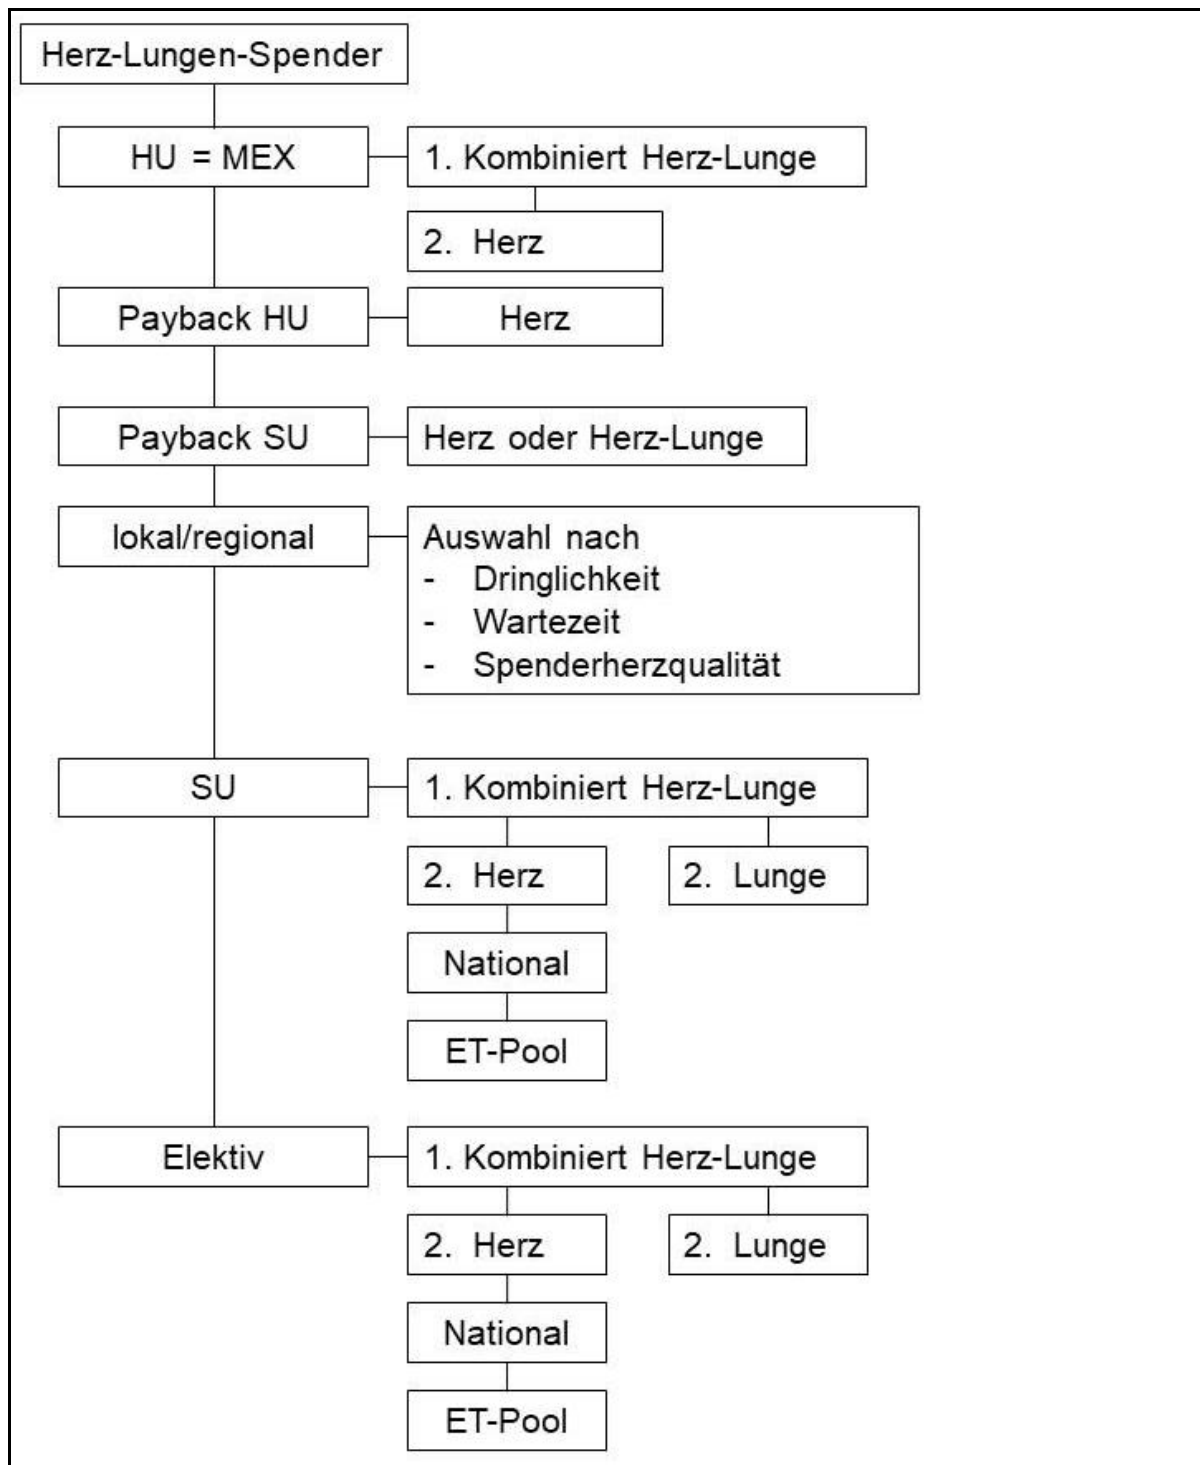 Herz-Lungen-Spender
HU = MEX
1. Kombiniert Herz-Lunge
2. Herz
Payback HU
Herz
Payback SU
Herz oder Herz-Lunge
lokal/regional
Auswahl nach
- Dringlichkeit
- Wartezeit
- Spenderherzqualität
SU
1. Kombiniert Herz-Lunge
2. Herz
2. Lunge
National
ET-Pool
Elektiv
1. Kombiniert Herz-Lunge
2. Herz
2. Lunge
National
ET-Pool